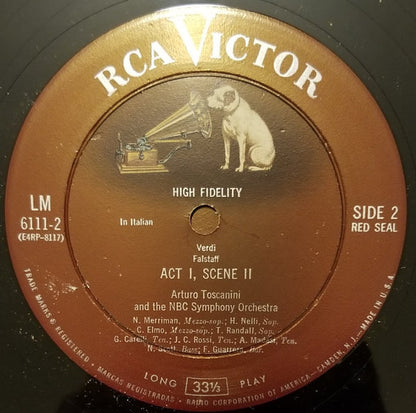 RCA VICTOR
HIGH FIDELITY
LM
6111-2
(E4RP-8117)
In Italian
SIDE 2
RED SEAL
Verdi
Falstaff
ACT I, SCENE II
Arturo Toscanini
and the NBC Symphony Orchestra
N. Merriman, Mezzo-sop.; H. Nelli, Sop.
C. Elmo, Mezzo-sop.; T. Randall, Sop.
G. Carelli, Ten.; J. C. Rossi, Ten.; A. Madasi, Ten.
N. Scott, Bass; F. Guarrera, Bar.
LONG 33⅓ PLAY
TRADE MARKS ® REGISTERED • MARCAS REGISTRADAS • RADIO CORPORATION OF AMERICA – CAMDEN, N.J. – MADE IN U.S.A.